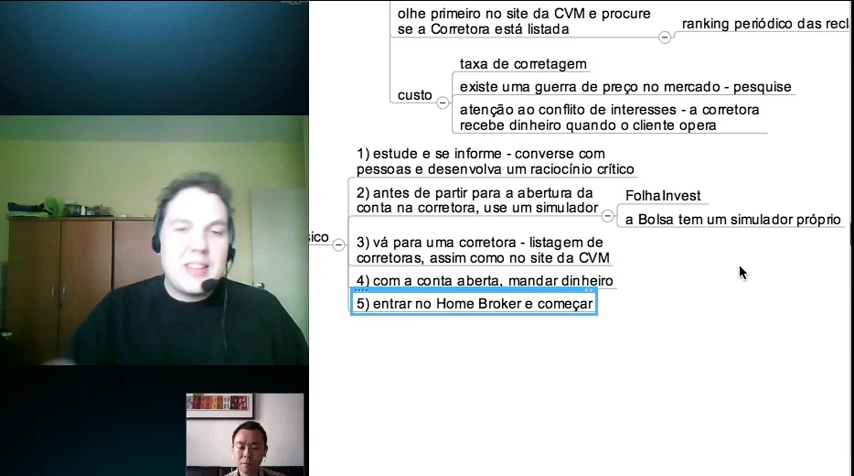 olhe primeiro no site da CVM e procure
se a Corretora está listada
ranking periódico das
taxa de corretagem
existe uma guerra de preço no mercado - pesquise
custo
atenção ao conflito de interesses - a corretora
recebe dinheiro quando o cliente opera
1) estude e se informe - converse com
pessoas e desenvolva um raciocínio crítico
2) antes de partir para a abertura da
conta na corretora, use um simulador
FolhaInvest
a Bolsa tem um simulador próprio
3) vá para uma corretora - listagem de
corretoras, assim como no site da CVM
4) com a conta aberta, mandar dinheiro
5) entrar no Home Broker e começar